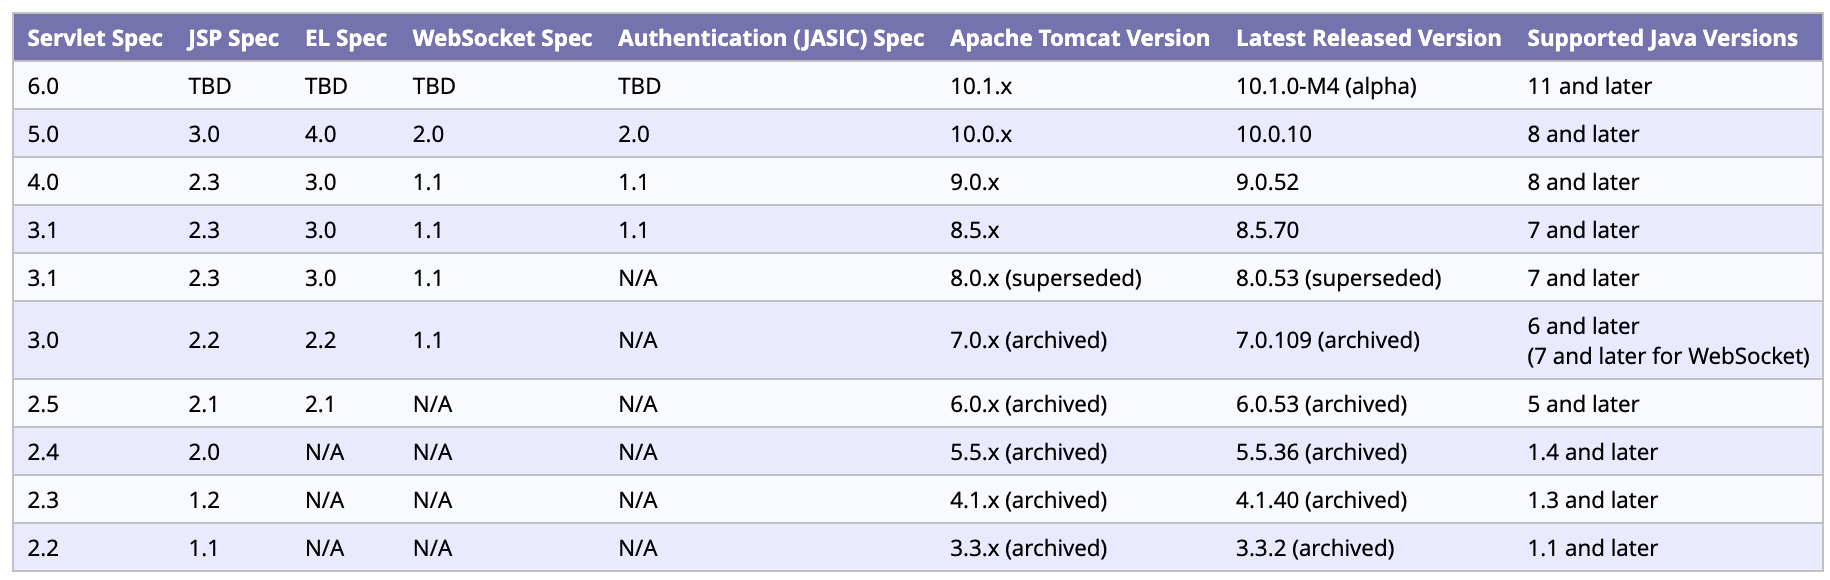 Servlet Spec JSP Spec EL Spec WebSocket Spec Authentication (JASIC) Spec Apache Tomcat Version Latest Released Version Supported Java Versions
6.0 TBD TBD TBD TBD 10.1.x 10.1.0-M4 (alpha) 11 and later
5.0 3.0 4.0 2.0 2.0 10.0.x 10.0.10 8 and later
4.0 2.3 3.0 1.1 1.1 9.0.x 9.0.52 8 and later
3.1 2.3 3.0 1.1 1.1 8.5.x 8.5.70 7 and later
3.1 2.3 3.0 1.1 N/A 8.0.x (superseded) 8.0.53 (superseded) 7 and later
3.0 2.2 2.2 1.1 N/A 7.0.x (archived) 7.0.109 (archived) 6 and later
(7 and later for WebSocket)
2.5 2.1 2.1 N/A N/A 6.0.x (archived) 6.0.53 (archived) 5 and later
2.4 2.0 N/A N/A N/A 5.5.x (archived) 5.5.36 (archived) 1.4 and later
2.3 1.2 N/A N/A N/A 4.1.x (archived) 4.1.40 (archived) 1.3 and later
2.2 1.1 N/A N/A N/A 3.3.x (archived) 3.3.2 (archived) 1.1 and later